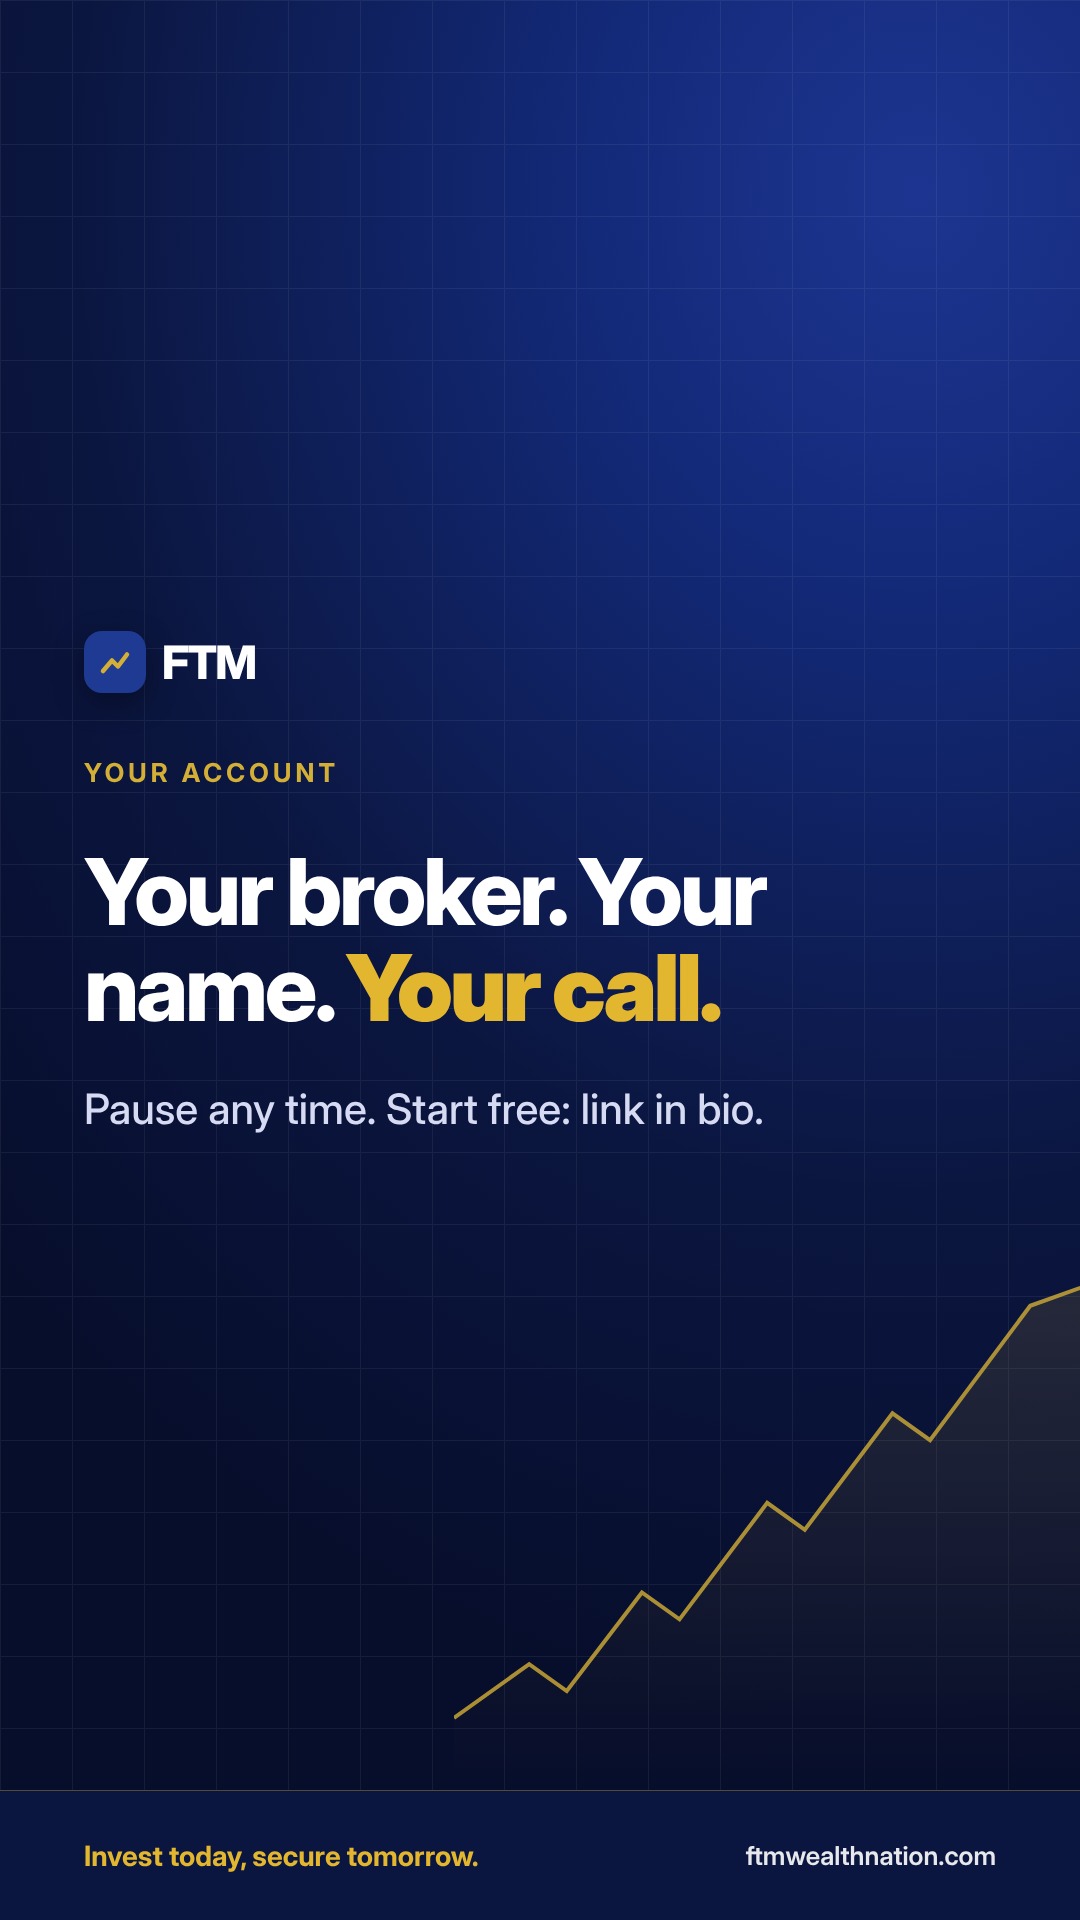 FTM
YOUR ACCOUNT
Your broker. Your
name. Your call.
Pause any time. Start free: link in bio.
Invest today, secure tomorrow.
ftmwealthnation.com